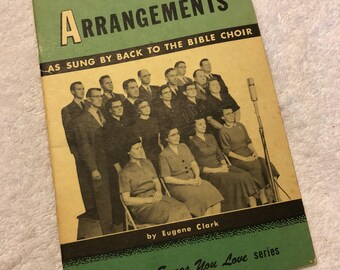 ARRANGEMENTS
AS SUNG BY BACK TO THE BIBLE CHOIR
by Eugene Clark
Songs You Love series